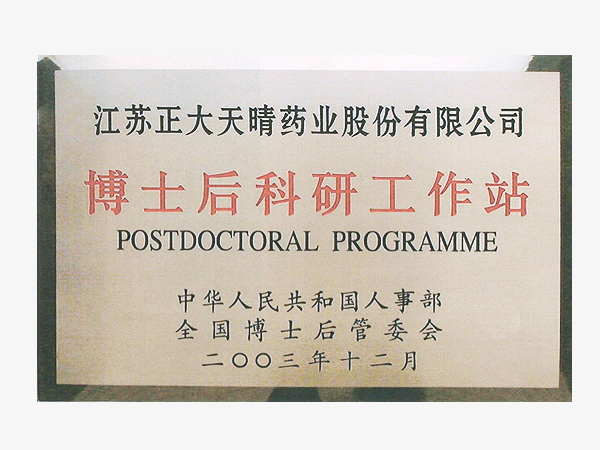 江苏正大天晴药业股份有限公司
博士后科研工作站
POSTDOCTORAL PROGRAMME
中华人民共和国人事部
全国博士后管委会
二〇〇三年十二月